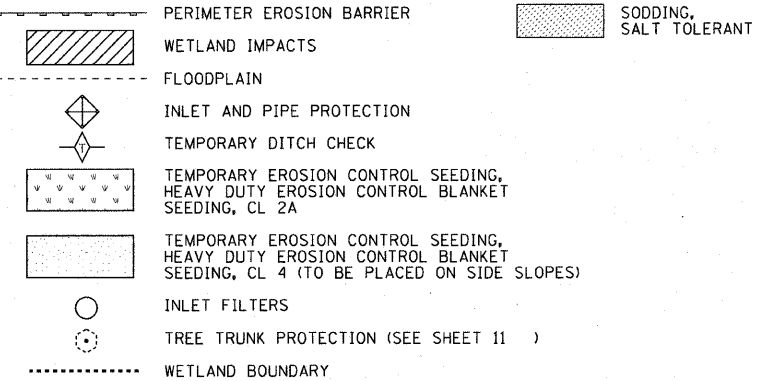 PERIMETER EROSION BARRIER
WETLAND IMPACTS
FLOODPLAIN
INLET AND PIPE PROTECTION
T
TEMPORARY DITCH CHECK
TEMPORARY EROSION CONTROL SEEDING,
HEAVY DUTY EROSION CONTROL BLANKET
SEEDING, CL 2A
TEMPORARY EROSION CONTROL SEEDING,
HEAVY DUTY EROSION CONTROL BLANKET
SEEDING, CL 4 (TO BE PLACED ON SIDE SLOPES)
INLET FILTERS
TREE TRUNK PROTECTION (SEE SHEET 11 )
WETLAND BOUNDARY
SODDING,
SALT TOLERANT